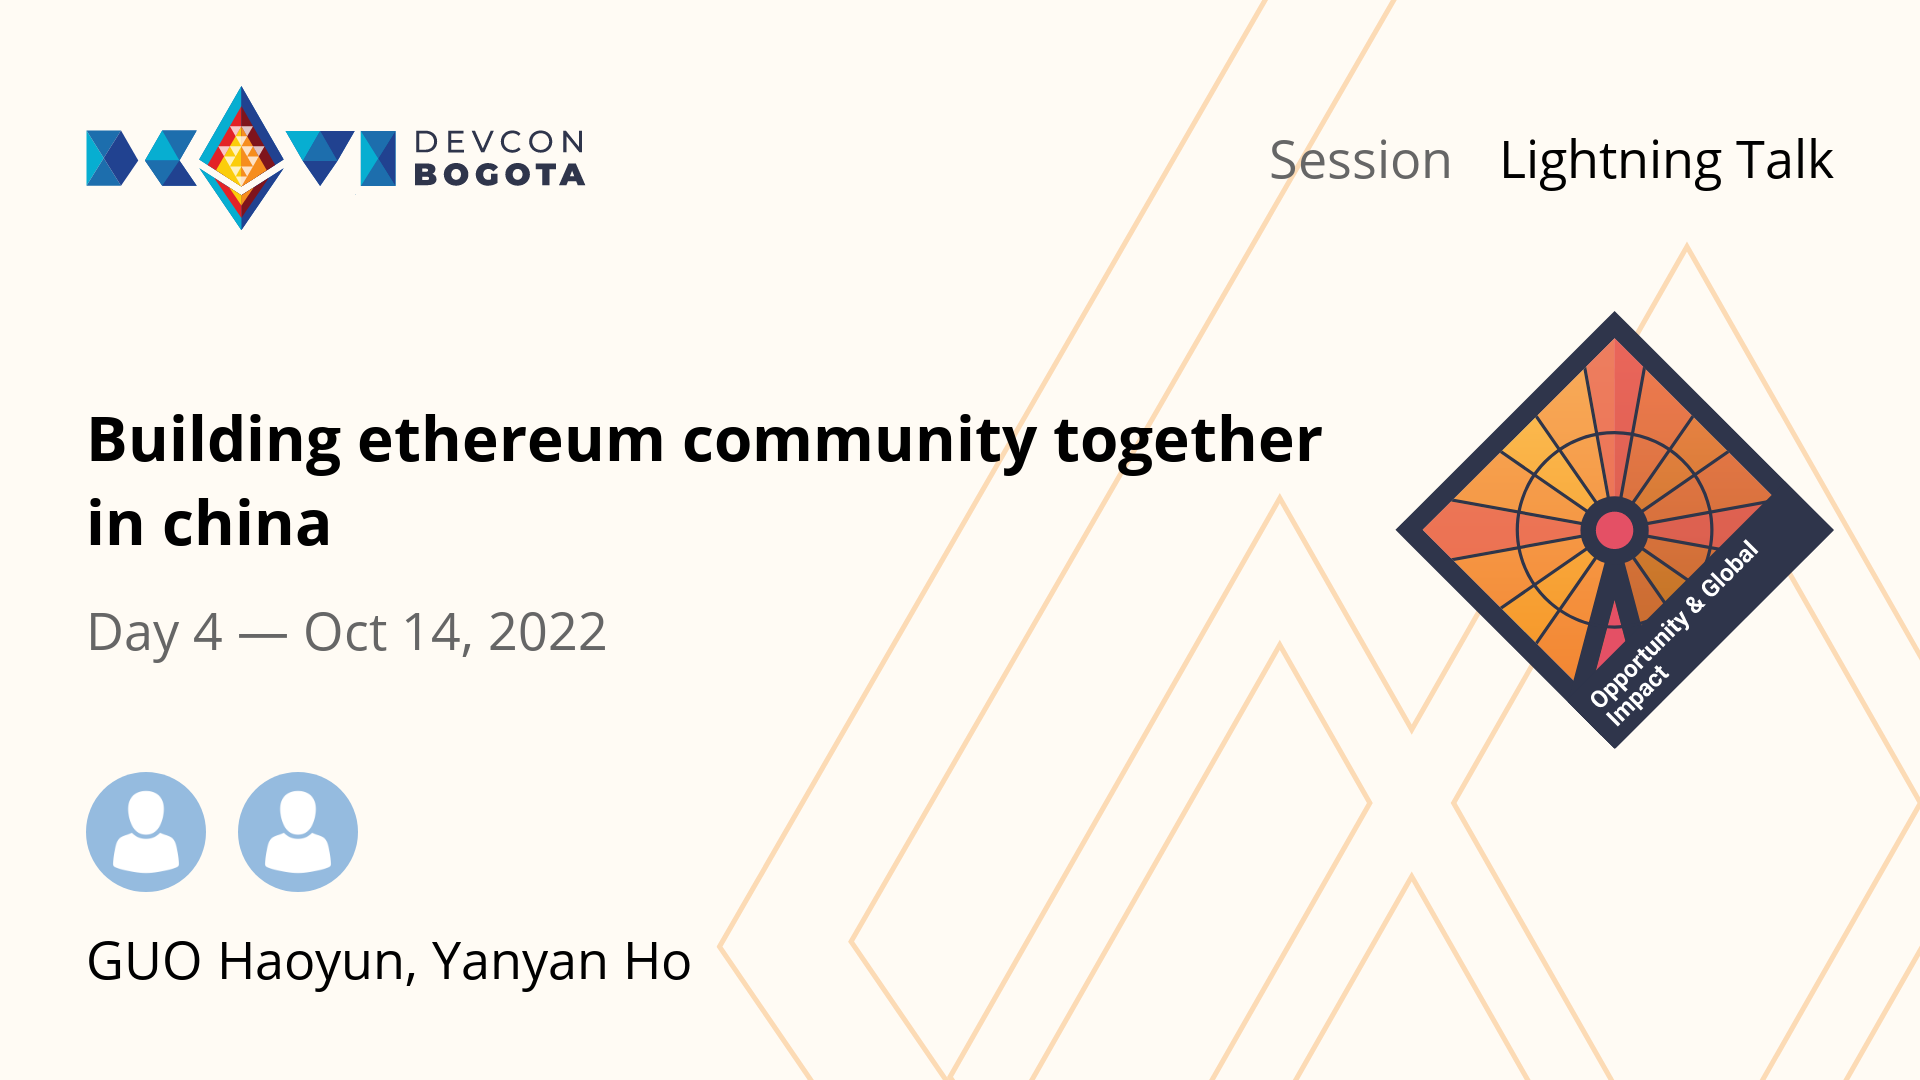 DEVCON
BOGOTA
Session Lightning Talk
Building ethereum community together
in china
Day 4 — Oct 14, 2022
Opportunity & Global
Impact
GUO Haoyun, Yanyan Ho